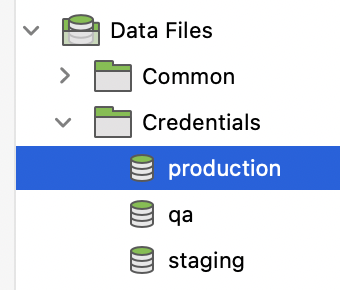 Data Files
Common
Credentials
production
qa
staging